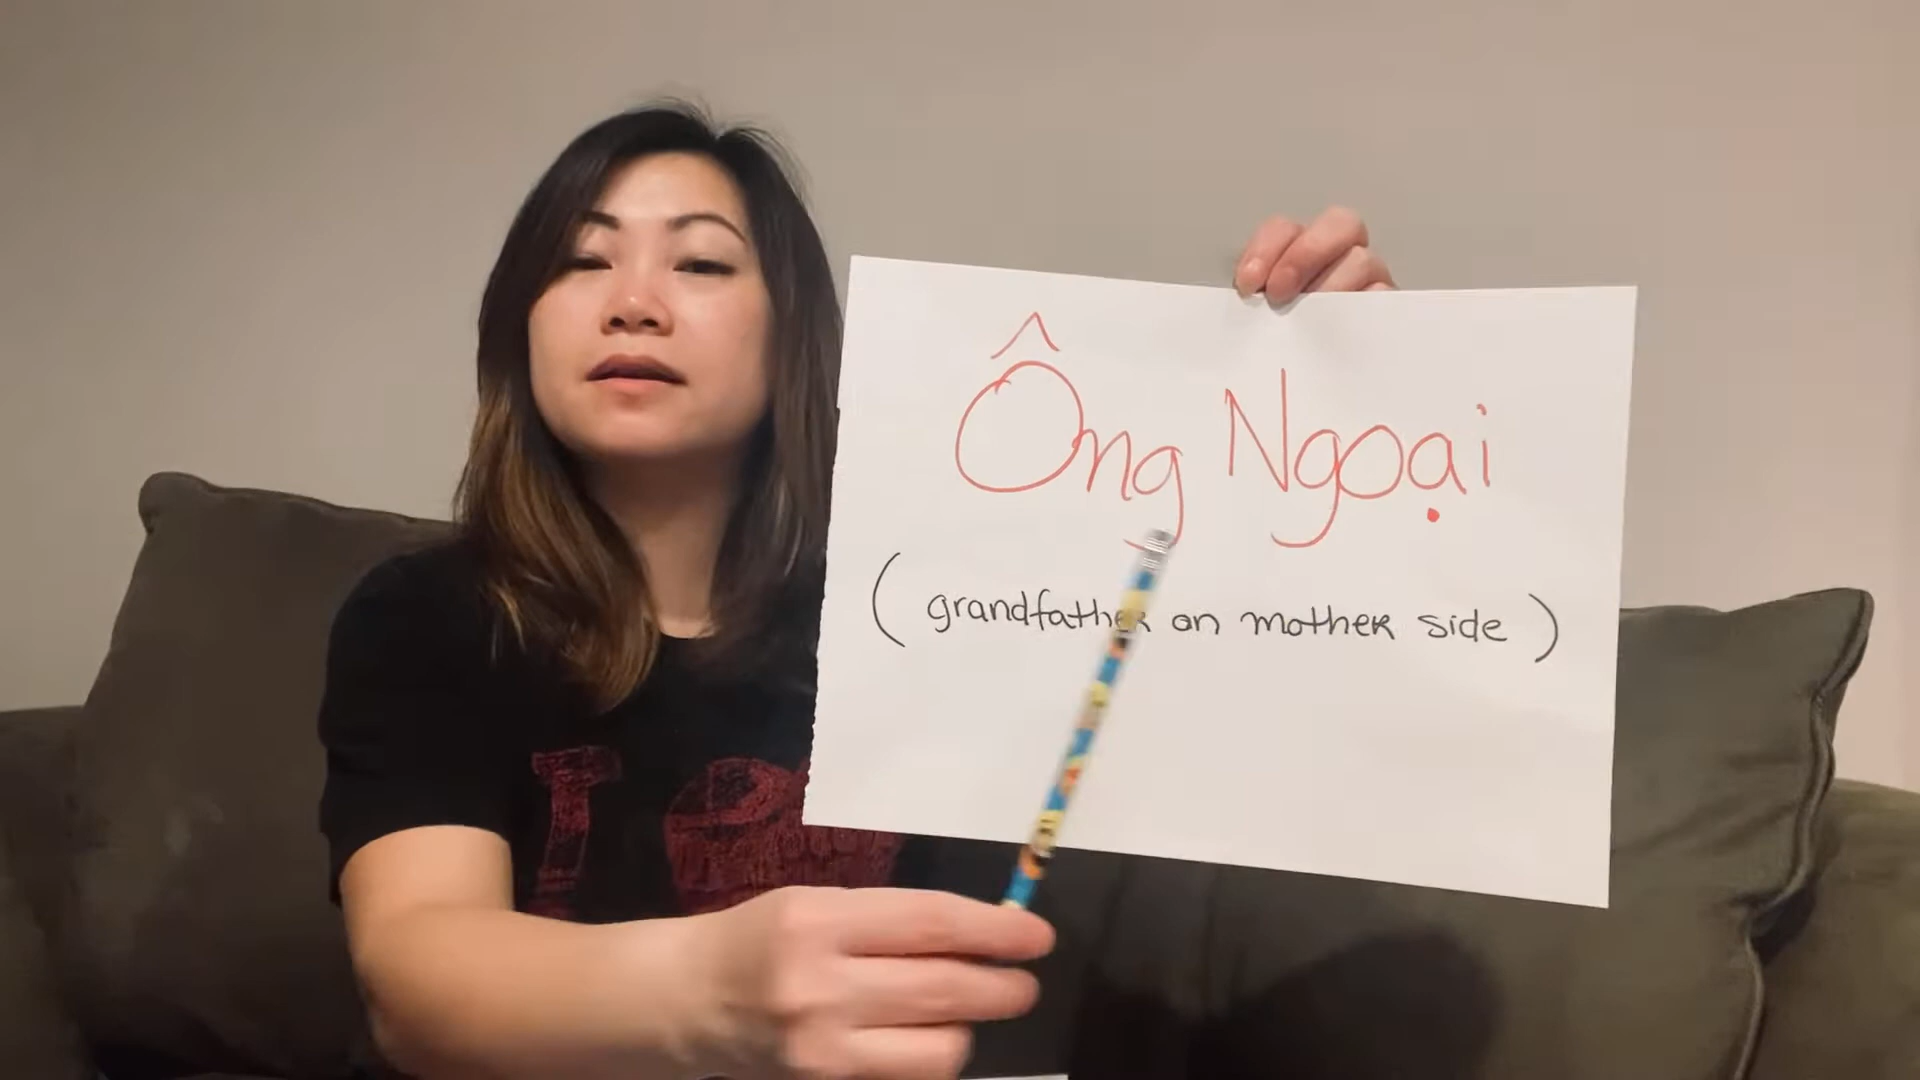 Ông Ngoại
(grandfather on mother side)